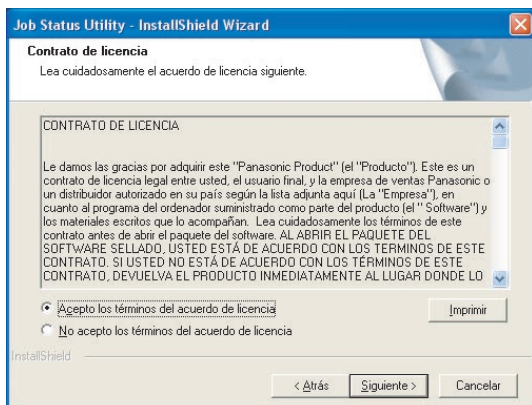 Job Status Utility - InstallShield Wizard
Contrato de licencia
Lea cuidadosamente el acuerdo de licencia siguiente.
CONTRATO DE LICENCIA
Le damos las gracias por adquirir este "Panasonic Product" (el "Producto"). Este es un
contrato de licencia legal entre usted, el usuario final, y la empresa de ventas Panasonic o
un distribuidor autorizado en su país según la lista adjunta aquí (La "Empresa"), en
cuanto al programa del ordenador suministrado como parte del producto (el " Software") y
los materiales escritos que lo acompañan.  Lea cuidadosamente los términos de este
contrato antes de abrir el paquete del software. AL ABRIR EL PAQUETE DEL
SOFTWARE SELLADO, USTED ESTÁ DE ACUERDO CON LOS TERMINOS DE ESTE
CONTRATO. SI USTED NO ESTÁ DE ACUERDO CON LOS TÉRMINOS DE ESTE
CONTRATO, DEVUELVA EL PRODUCTO INMEDIATAMENTE AL LUGAR DONDE LO
Acepto los términos del acuerdo de licencia
Imprimir
No acepto los términos del acuerdo de licencia
InstallShield
< Atrás
Siguiente >
Cancelar